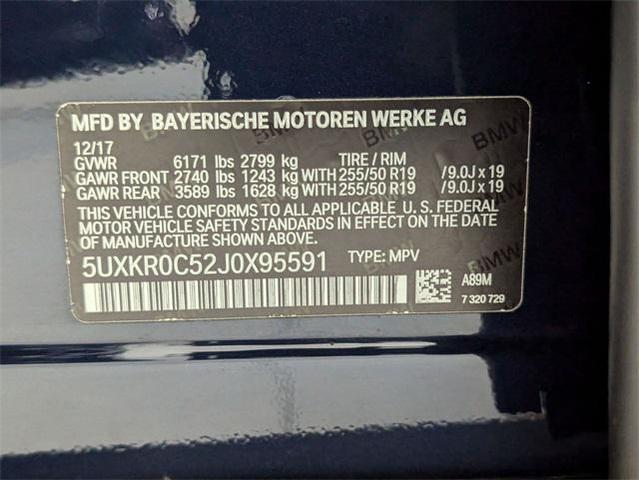 MFD BY BAYERISCHE MOTOREN WERKE AG
12/17
GVWR 6171 lbs 2799 kg TIRE / RIM
GAWR FRONT 2740 lbs 1243 kg WITH 255/50 R19 /9.0J x 19
GAWR REAR 3589 lbs 1628 kg WITH 255/50 R19 /9.0J x 19
THIS VEHICLE CONFORMS TO ALL APPLICABLE U. S. FEDERAL
MOTOR VEHICLE SAFETY STANDARDS IN EFFECT ON THE DATE
OF MANUFACTURE SHOWN ABOVE.
5UXKR0C52J0X95591 TYPE: MPV
A89M
7 320 729
BMW